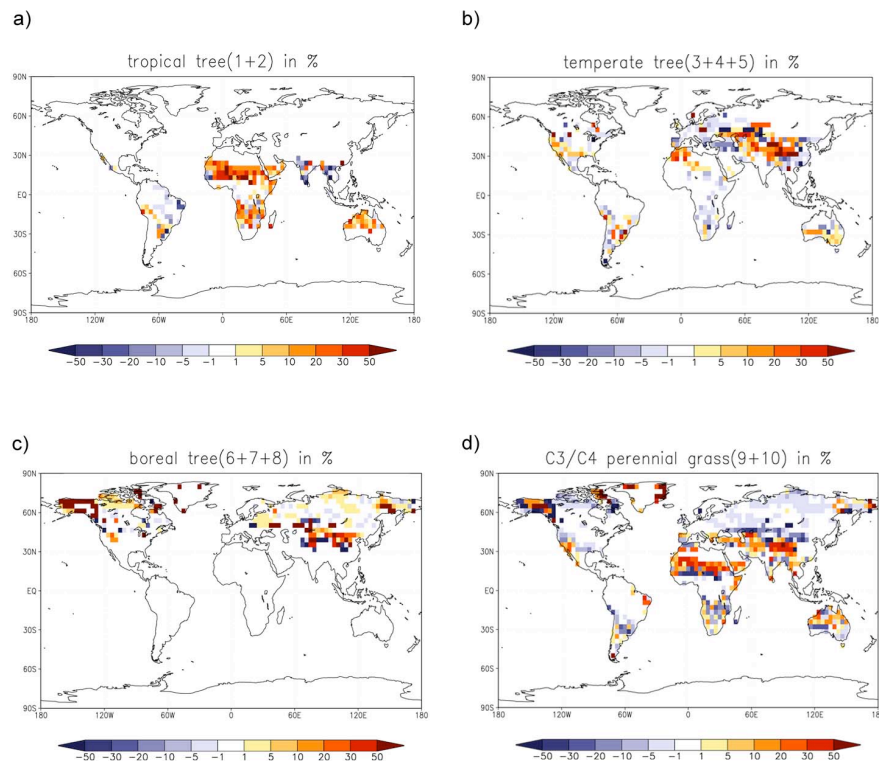 a)
tropical tree(1+2) in %
90N
60N
30N
EQ
30S
60S
90S
180 120W 60W 0 60E 120E 180
−50 −30 −20 −10 −5 −1 1 5 10 20 30 50
b)
temperate tree(3+4+5) in %
90N
60N
30N
EQ
30S
60S
90S
180 120W 60W 0 60E 120E 180
−50 −30 −20 −10 −5 −1 1 5 10 20 30 50
c)
boreal tree(6+7+8) in %
90N
60N
30N
EQ
30S
60S
90S
180 120W 60W 0 60E 120E 180
−50 −30 −20 −10 −5 −1 1 5 10 20 30 50
d)
C3/C4 perennial grass(9+10) in %
90N
60N
30N
EQ
30S
60S
90S
180 120W 60W 0 60E 120E 180
−50 −30 −20 −10 −5 −1 1 5 10 20 30 50